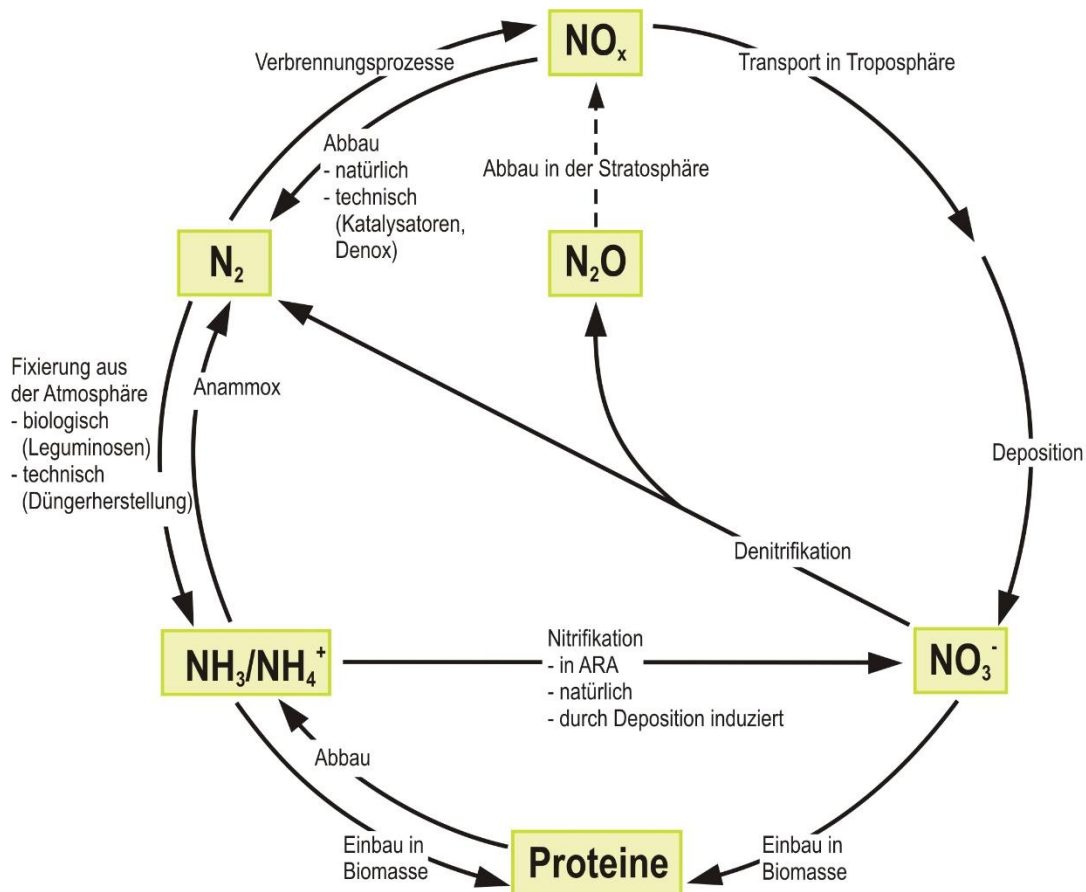 NOₓ
Verbrennungsprozesse
Transport in Troposphäre
Abbau
- natürlich
- technisch
(Katalysatoren,
Denox)
Abbau in der Stratosphäre
N₂
N₂O
Fixierung aus
der Atmosphäre
- biologisch
(Leguminosen)
- technisch
(Düngerherstellung)
Anammox
Deposition
Denitrifikation
NH₃/NH₄⁺
Nitrifikation
- in ARA
- natürlich
- durch Deposition induziert
NO₃⁻
Abbau
Einbau in
Biomasse
Proteine
Einbau in
Biomasse